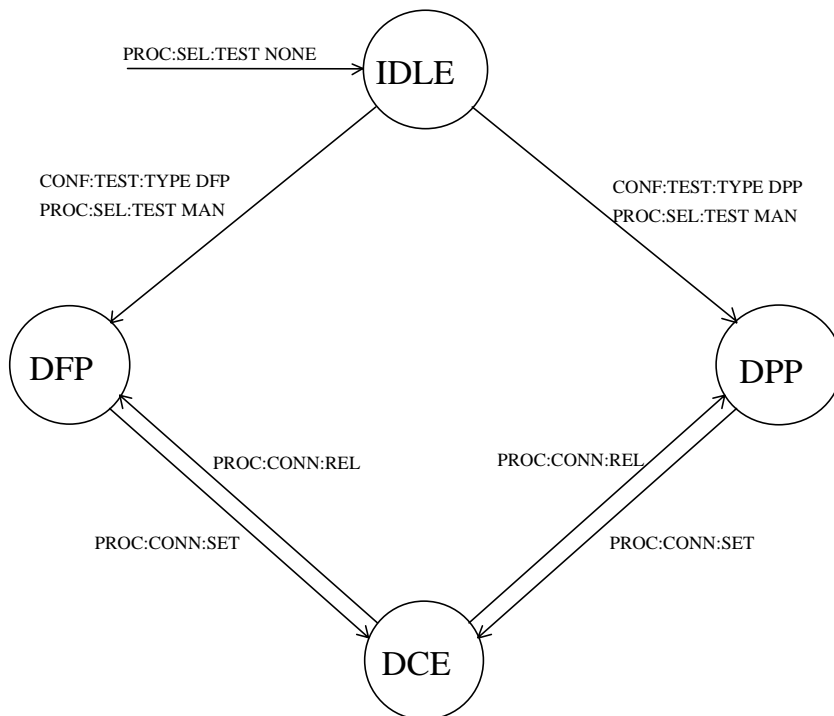 PROC:SEL:TEST NONE
IDLE
CONF:TEST:TYPE DFP
PROC:SEL:TEST MAN
CONF:TEST:TYPE DPP
PROC:SEL:TEST MAN
DFP
DPP
PROC:CONN:REL
PROC:CONN:REL
PROC:CONN:SET
PROC:CONN:SET
DCE